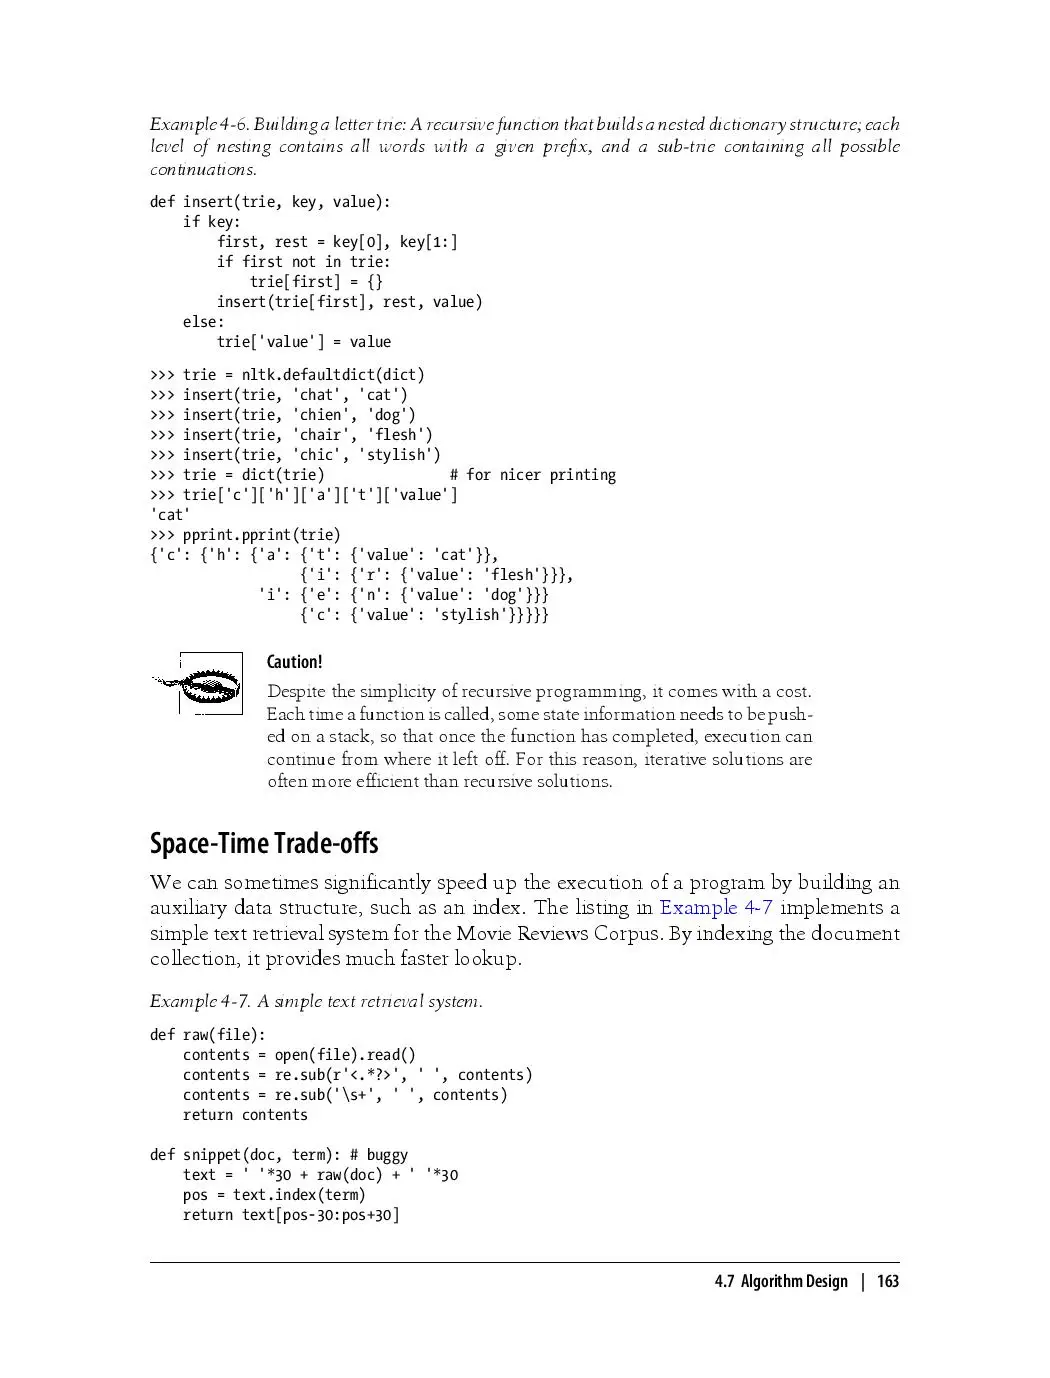 Example 4-6. Building a letter trie: A recursive function that builds a nested dictionary structure; each
level of nesting contains all words with a given prefix, and a sub-trie containing all possible
continuations.
def insert(trie, key, value):
    if key:
        first, rest = key[0], key[1:]
        if first not in trie:
            trie[first] = {}
        insert(trie[first], rest, value)
    else:
        trie['value'] = value
>>> trie = nltk.defaultdict(dict)
>>> insert(trie, 'chat', 'cat')
>>> insert(trie, 'chien', 'dog')
>>> insert(trie, 'chair', 'flesh')
>>> insert(trie, 'chic', 'stylish')
>>> trie = dict(trie)               # for nicer printing
>>> trie['c']['h']['a']['t']['value']
'cat'
>>> pprint.pprint(trie)
{'c': {'h': {'a': {'t': {'value': 'cat'}},
                  {'i': {'r': {'value': 'flesh'}}},
             'i': {'e': {'n': {'value': 'dog'}}}
                  {'c': {'value': 'stylish'}}}}}
Caution!
Despite the simplicity of recursive programming, it comes with a cost.
Each time a function is called, some state information needs to be push-
ed on a stack, so that once the function has completed, execution can
continue from where it left off. For this reason, iterative solutions are
often more efficient than recursive solutions.
Space-Time Trade-offs
We can sometimes significantly speed up the execution of a program by building an
auxiliary data structure, such as an index. The listing in Example 4-7 implements a
simple text retrieval system for the Movie Reviews Corpus. By indexing the document
collection, it provides much faster lookup.
Example 4-7. A simple text retrieval system.
def raw(file):
    contents = open(file).read()
    contents = re.sub(r'<.*?>', ' ', contents)
    contents = re.sub('\s+', ' ', contents)
    return contents
def snippet(doc, term): # buggy
    text = ' '*30 + raw(doc) + ' '*30
    pos = text.index(term)
    return text[pos-30:pos+30]
4.7 Algorithm Design | 163